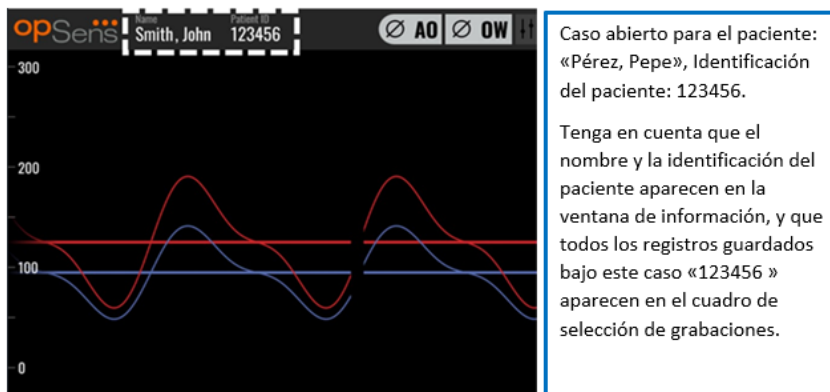 opSens
Name Patient ID
Smith, John 123456
Ø AO Ø OW
300
200
100
0
Caso abierto para el paciente:
«Pérez, Pepe», Identificación
del paciente: 123456.
Tenga en cuenta que el
nombre y la identificación del
paciente aparecen en la
ventana de información, y que
todos los registros guardados
bajo este caso «123456 »
aparecen en el cuadro de
selección de grabaciones.